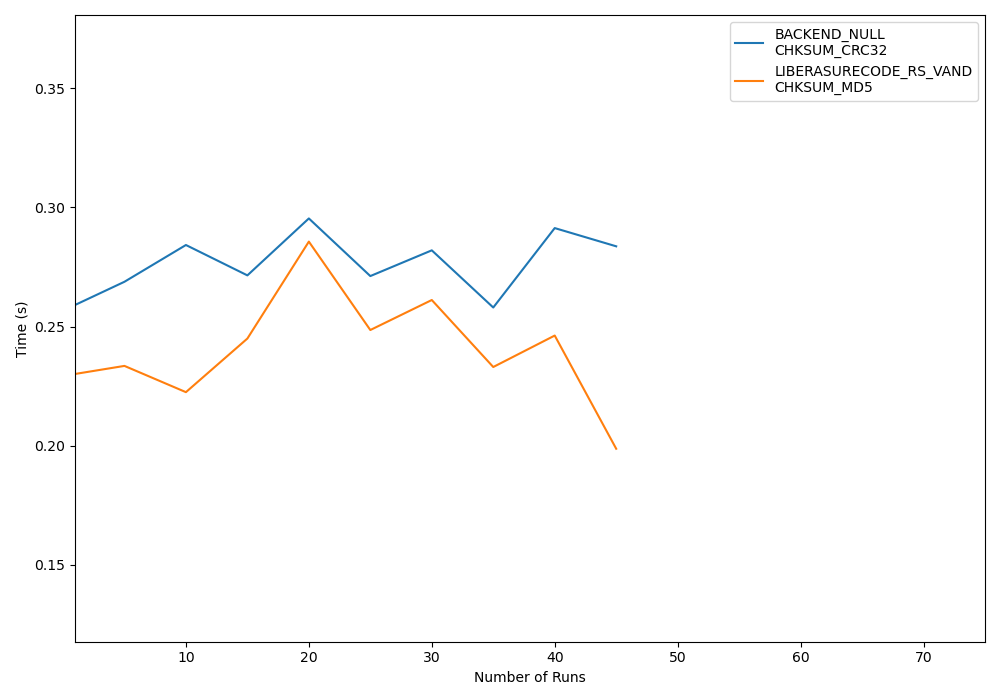 BACKEND_NULL
CHKSUM_CRC32
LIBERASURECODE_RS_VAND
CHKSUM_MD5
0.35
0.30
0.25
0.20
0.15
Time (s)
10 20 30 40 50 60 70
Number of Runs